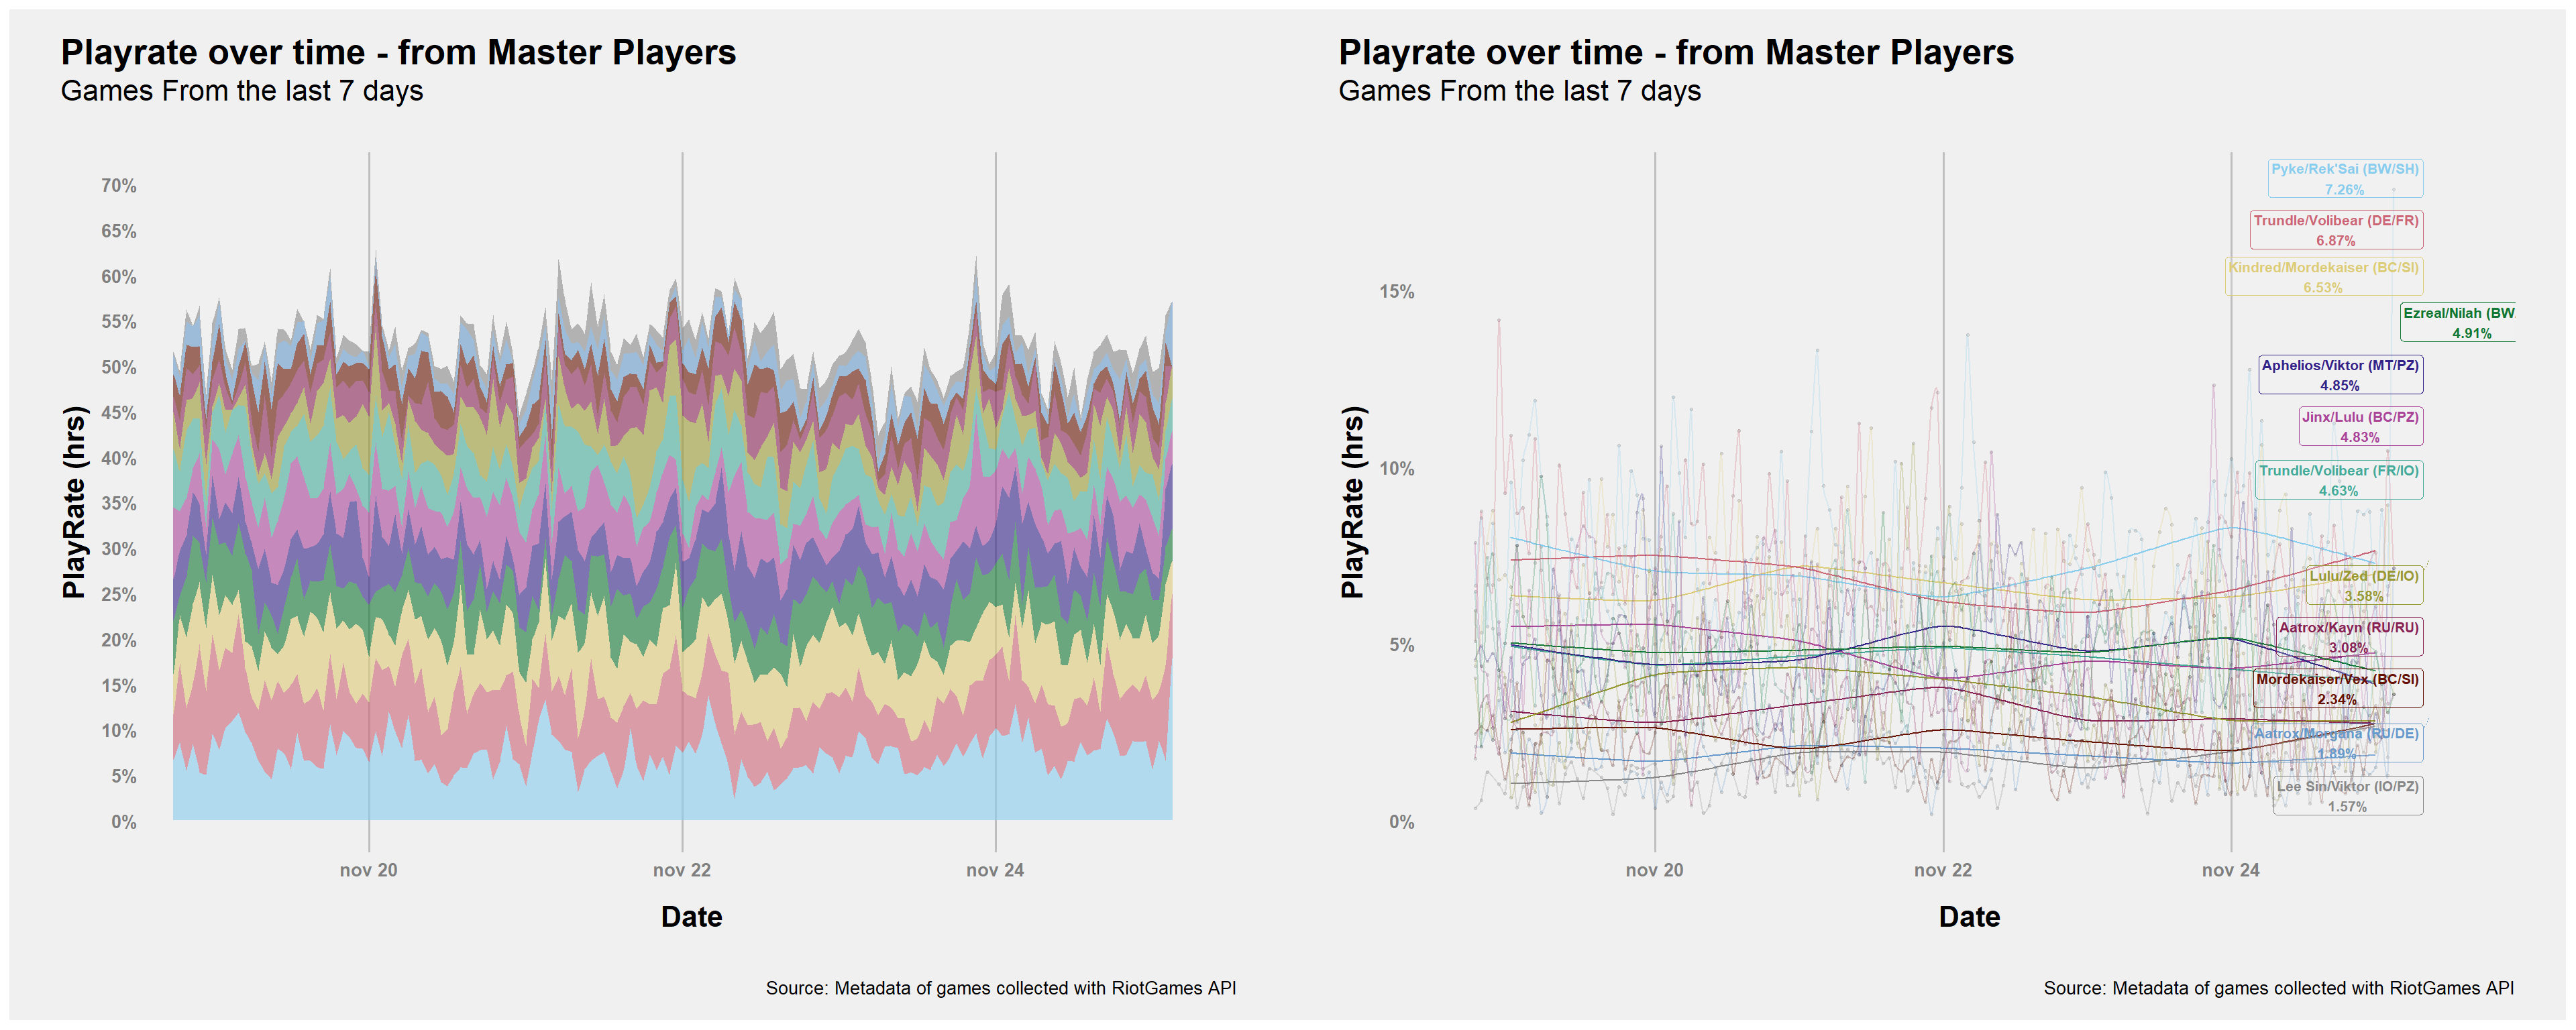 Playrate over time - from Master Players
Games From the last 7 days
PlayRate (hrs)
70%
65%
60%
55%
50%
45%
40%
35%
30%
25%
20%
15%
10%
5%
0%
nov 20
nov 22
nov 24
Date
Source: Metadata of games collected with RiotGames API
Playrate over time - from Master Players
Games From the last 7 days
PlayRate (hrs)
15%
10%
5%
0%
Pyke/Rek'Sai (BW/SH)
7.26%
Trundle/Volibear (DE/FR)
6.87%
Kindred/Mordekaiser (BC/SI)
6.53%
Ezreal/Nilah (BW
4.91%
Aphelios/Viktor (MT/PZ)
4.85%
Jinx/Lulu (BC/PZ)
4.83%
Trundle/Volibear (FR/IO)
4.63%
Lulu/Zed (DE/IO)
3.58%
Aatrox/Kayn (RU/RU)
3.08%
Mordekaiser/Vex (BC/SI)
2.34%
Aatrox/Morgana (RU/DE)
1.89%
Lee Sin/Viktor (IO/PZ)
1.57%
nov 20
nov 22
nov 24
Date
Source: Metadata of games collected with RiotGames API